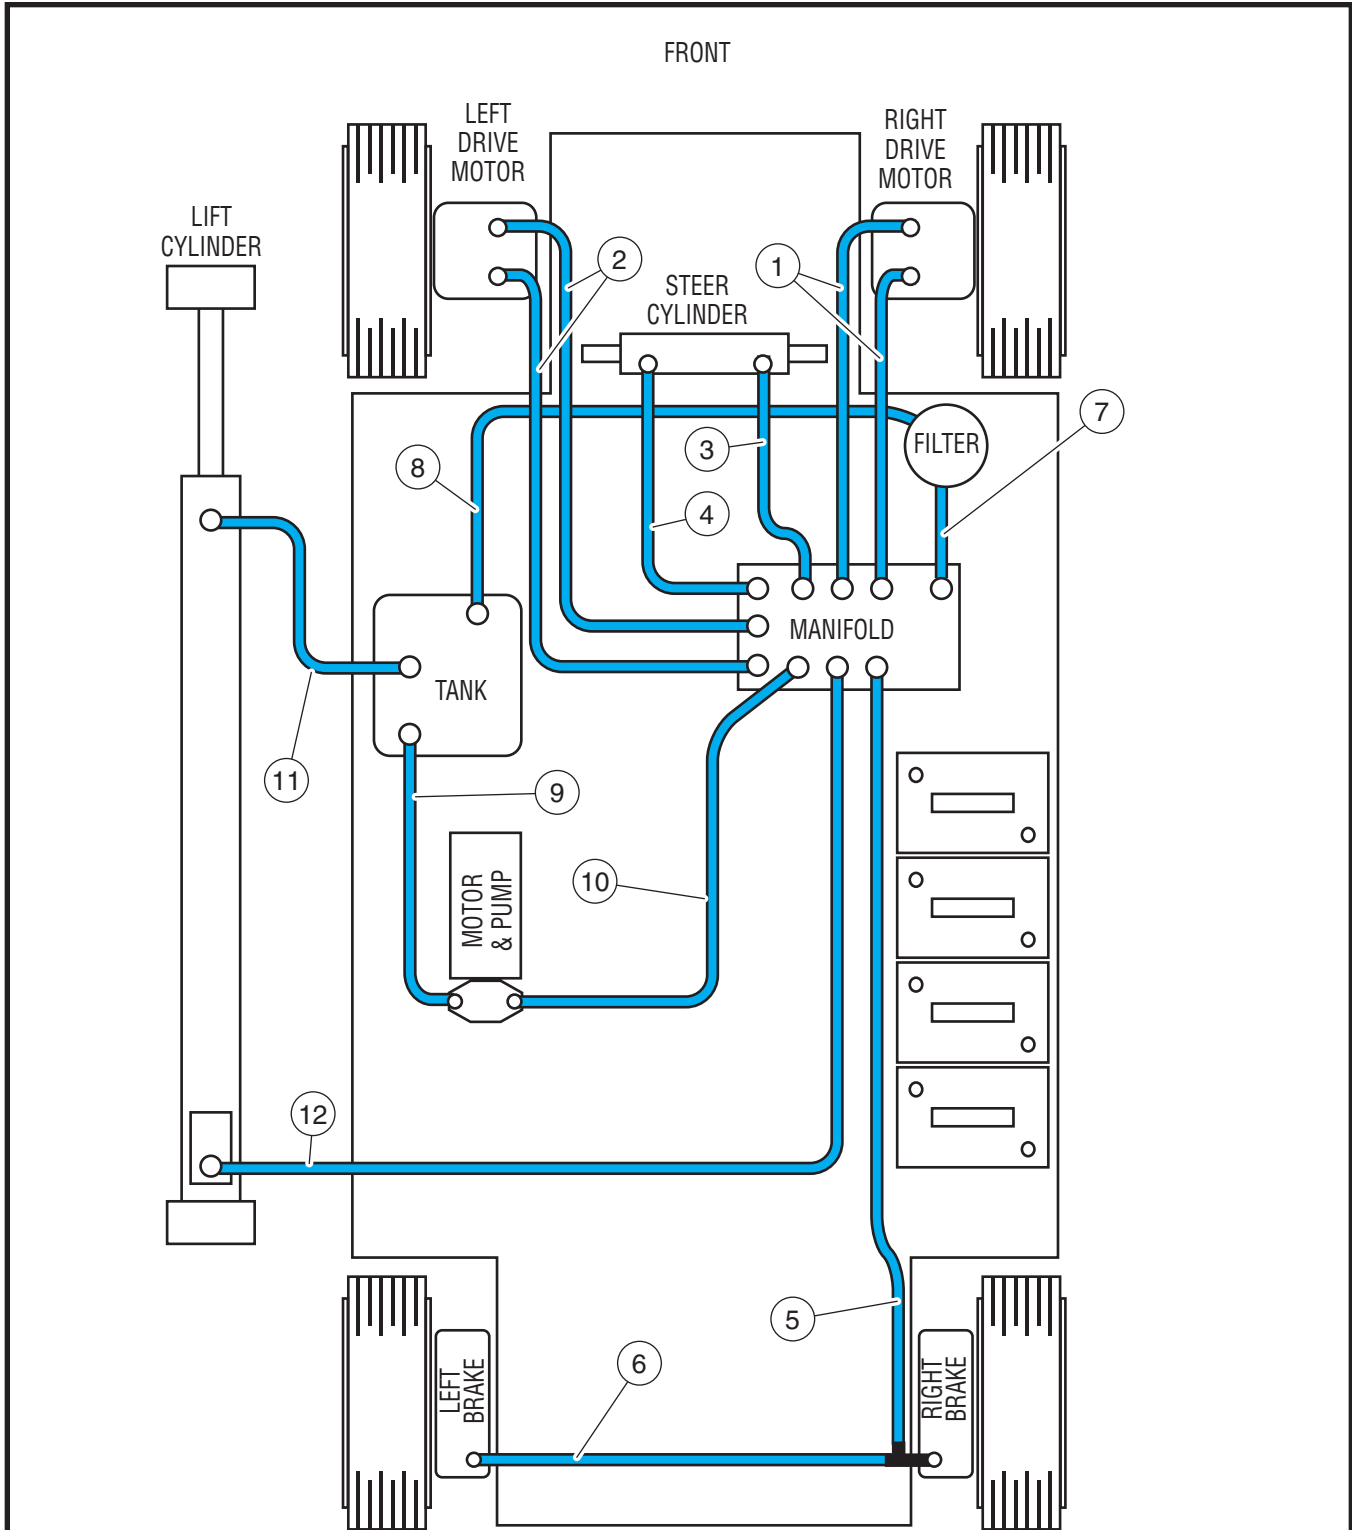 FRONT
LEFT
DRIVE
MOTOR
RIGHT
DRIVE
MOTOR
LIFT
CYLINDER
2
1
STEER
CYLINDER
7
3
FILTER
8
4
MANIFOLD
TANK
11
9
10
MOTOR
& PUMP
12
5
6
LEFT
BRAKE
RIGHT
BRAKE